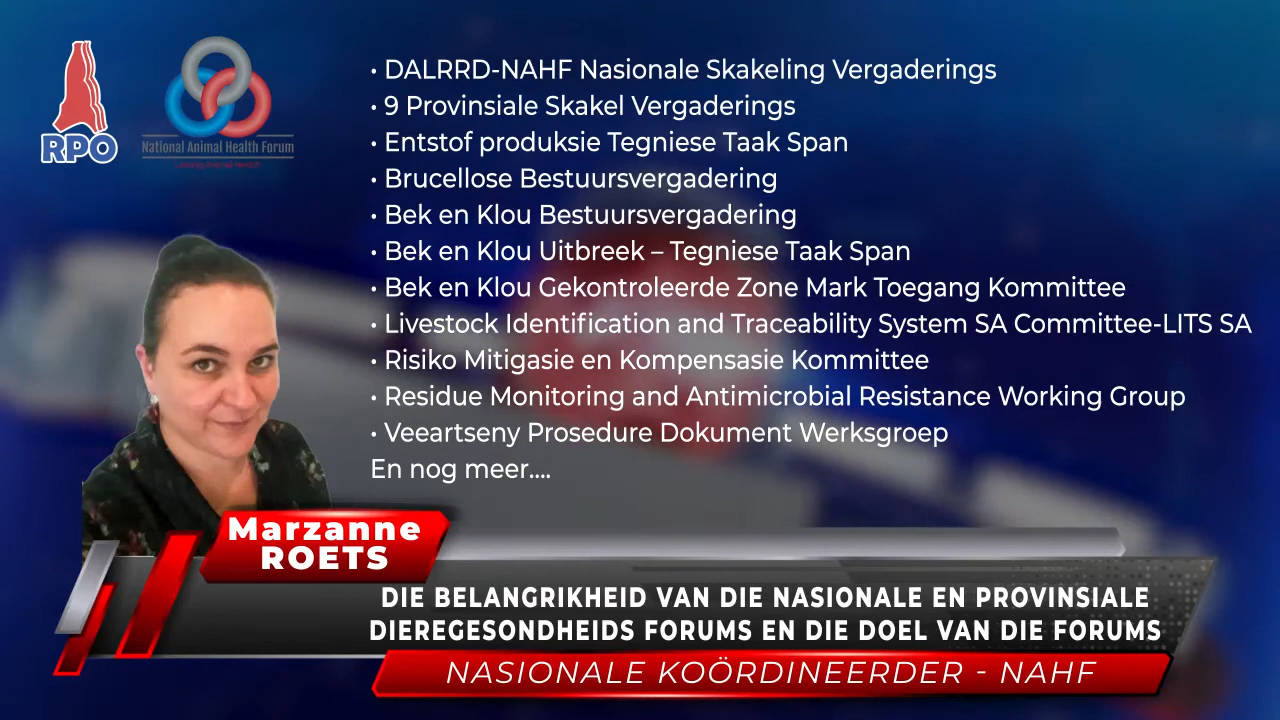 RPO
National Animal Health Forum
• DALRRD-NAHF Nasionale Skakeling Vergaderings
• 9 Provinsiale Skakel Vergaderings
• Entstof produksie Tegniese Taak Span
• Brucellose Bestuursvergadering
• Bek en Klou Bestuursvergadering
• Bek en Klou Uitbreek – Tegniese Taak Span
• Bek en Klou Gekontroleerde Zone Mark Toegang Kommittee
• Livestock Identification and Traceability System SA Committee-LITS SA
• Risiko Mitigasie en Kompensasie Kommittee
• Residue Monitoring and Antimicrobial Resistance Working Group
• Veeartseny Prosedure Dokument Werksgroep
En nog meer....
Marzanne
ROETS
DIE BELANGRIKHEID VAN DIE NASIONALE EN PROVINSIALE
DIEREGESONDHEIDS FORUMS EN DIE DOEL VAN DIE FORUMS
NASIONALE KOÖRDINEERDER - NAHF